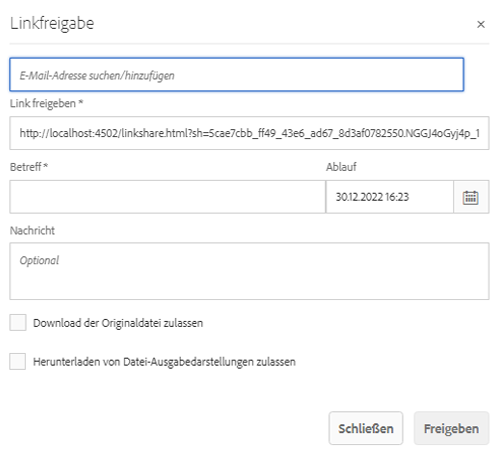 Linkfreigabe
E-Mail-Adresse suchen/hinzufügen
Link freigeben *
http://localhost:4502/linkshare.html?sh=5cae7cbb_ff49_43e6_ad67_8d3af0782550.NGGJ4oGyj4p_1
Betreff * Ablauf
30.12.2022 16:23
Nachricht
Optional
Download der Originaldatei zulassen
Herunterladen von Datei-Ausgabedarstellungen zulassen
Schließen Freigeben